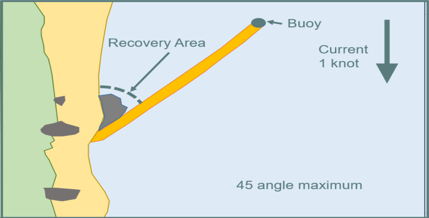 Buoy
Recovery Area
Current
1 knot
45 angle maximum